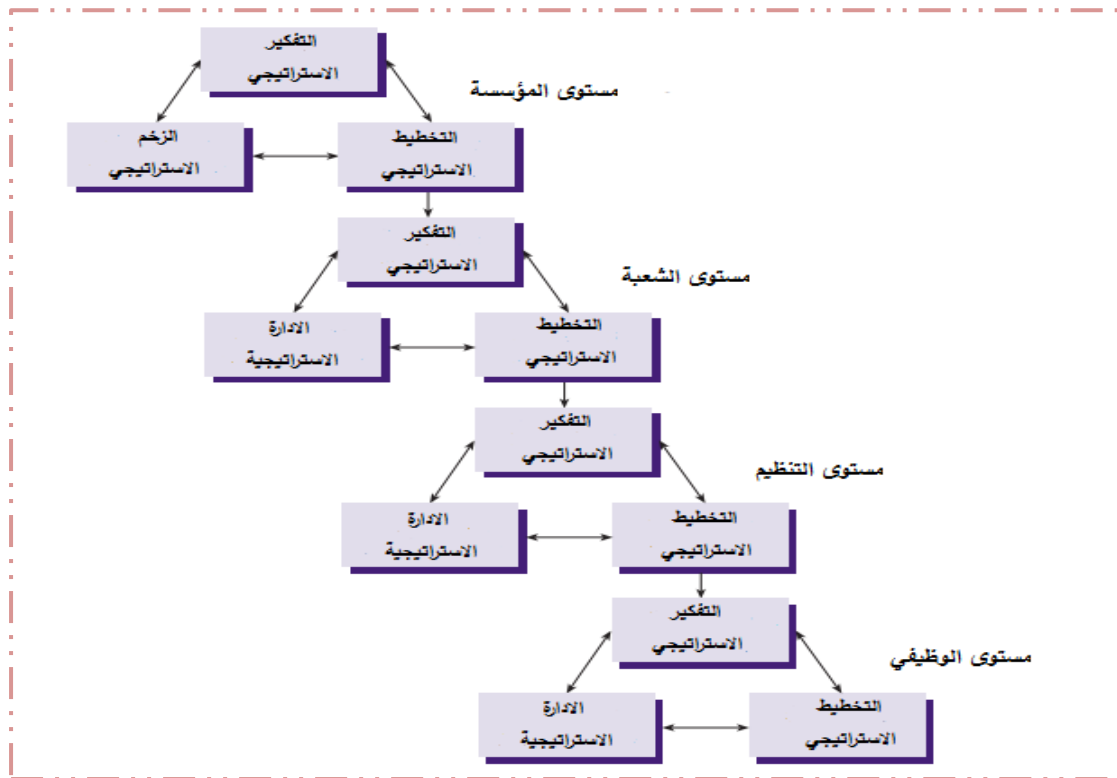 التفكير
الاستراتيجي
مستوى المؤسسة
التخطيط
الاستراتيجي
الزخم
الاستراتيجي
التفكير
الاستراتيجي
مستوى الشعبة
التخطيط
الاستراتيجي
الادارة
الاستراتيجية
التفكير
الاستراتيجي
مستوى التنظيم
التخطيط
الاستراتيجي
الادارة
الاستراتيجية
التفكير
الاستراتيجي
مستوى الوظيفي
التخطيط
الاستراتيجي
الادارة
الاستراتيجية